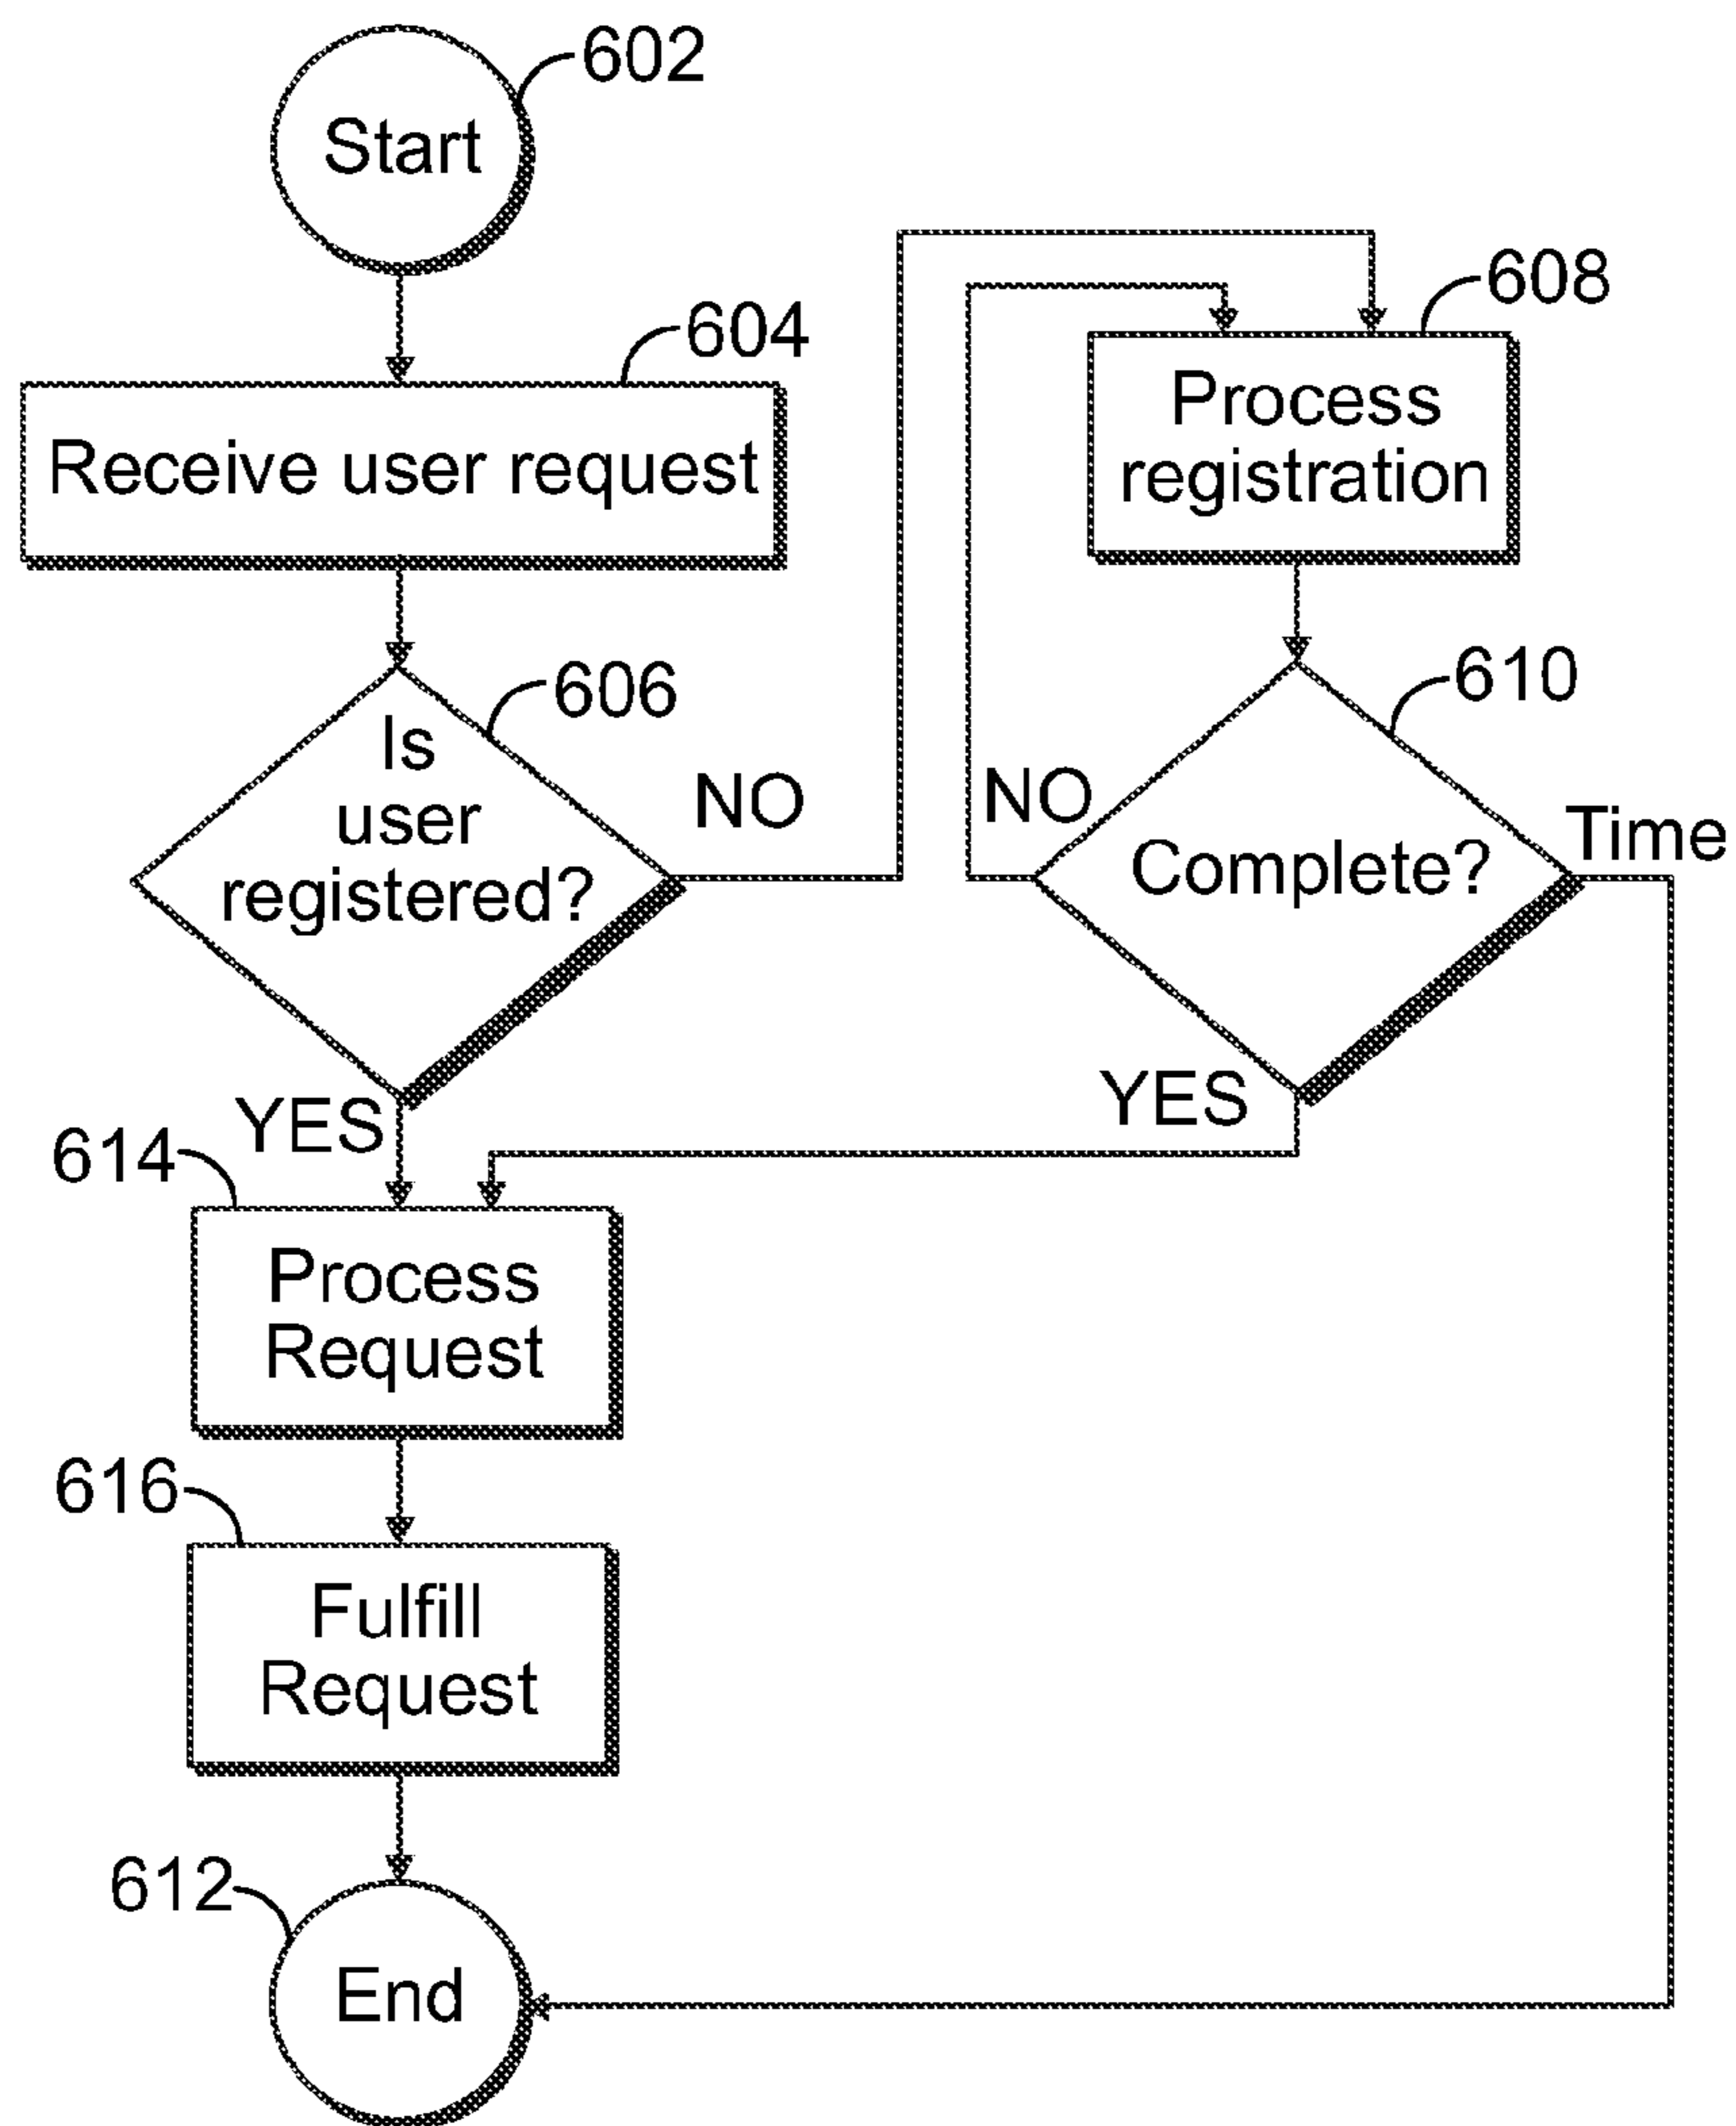 602
Start
604
Receive user request
606
Is
user
registered?
NO
YES
608
Process
registration
610
NO
Complete?
Time
YES
614
Process
Request
616
Fulfill
Request
612
End